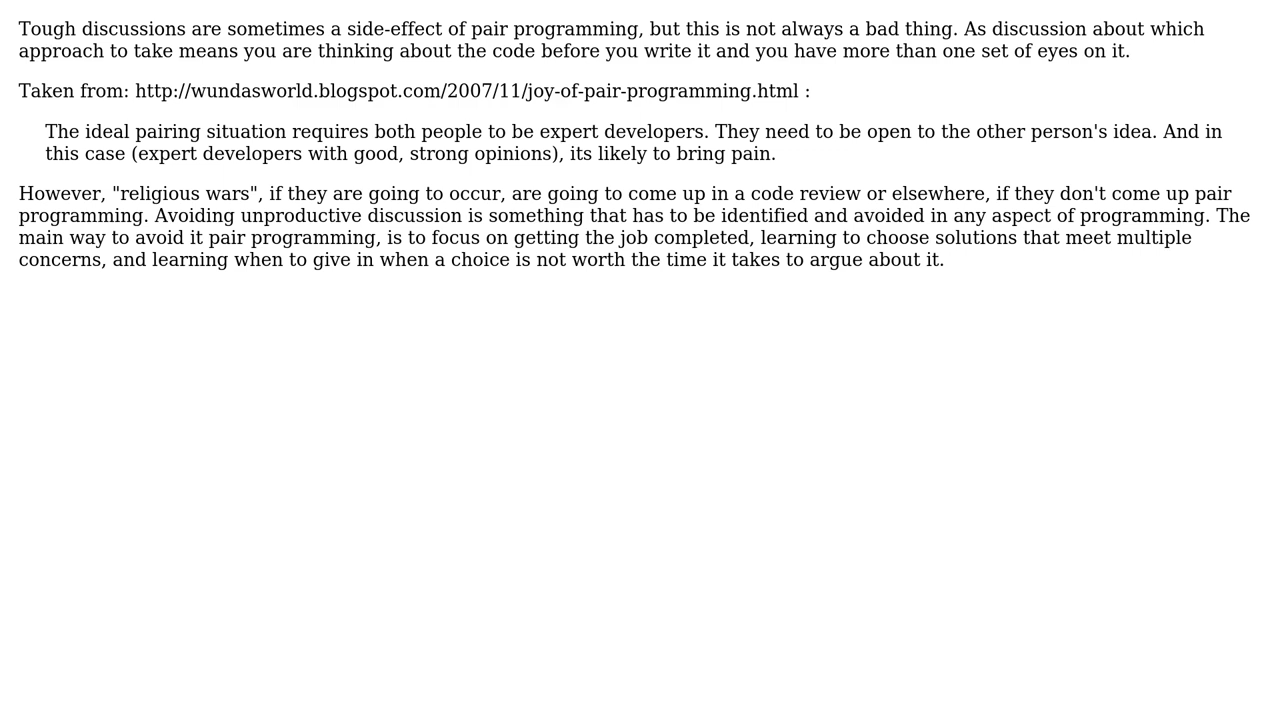 Tough discussions are sometimes a side-effect of pair programming, but this is not always a bad thing. As discussion about which
approach to take means you are thinking about the code before you write it and you have more than one set of eyes on it.
Taken from: http://wundasworld.blogspot.com/2007/11/joy-of-pair-programming.html :
The ideal pairing situation requires both people to be expert developers. They need to be open to the other person's idea. And in
this case (expert developers with good, strong opinions), its likely to bring pain.
However, "religious wars", if they are going to occur, are going to come up in a code review or elsewhere, if they don't come up pair
programming. Avoiding unproductive discussion is something that has to be identified and avoided in any aspect of programming. The
main way to avoid it pair programming, is to focus on getting the job completed, learning to choose solutions that meet multiple
concerns, and learning when to give in when a choice is not worth the time it takes to argue about it.